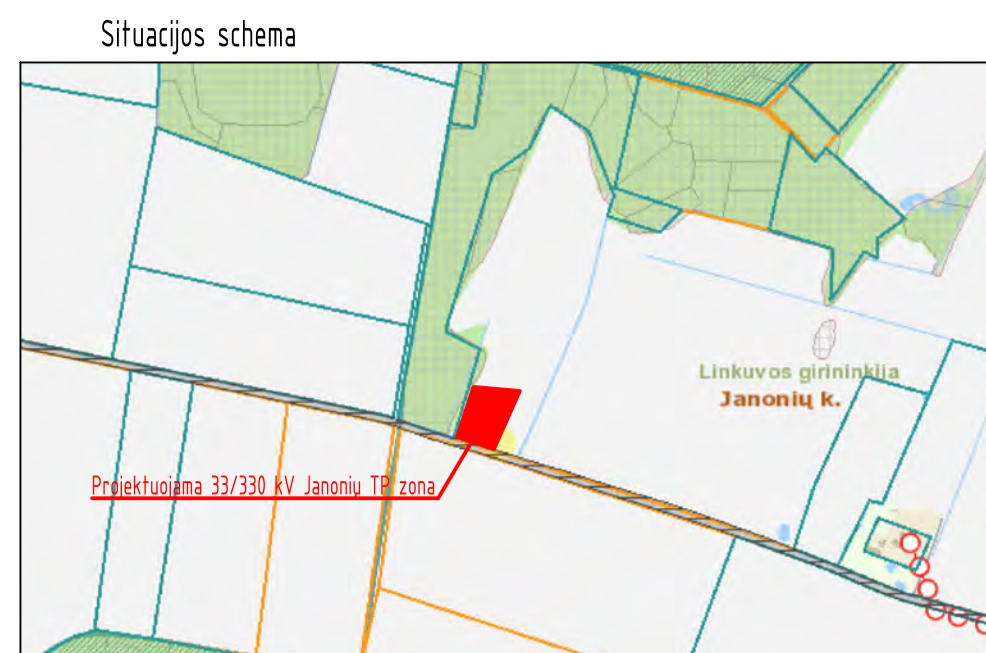 Situacijos schema
Linkuvos girininkija
Janonių k.
Projektuojama 33/330 kV Janonių TP zona